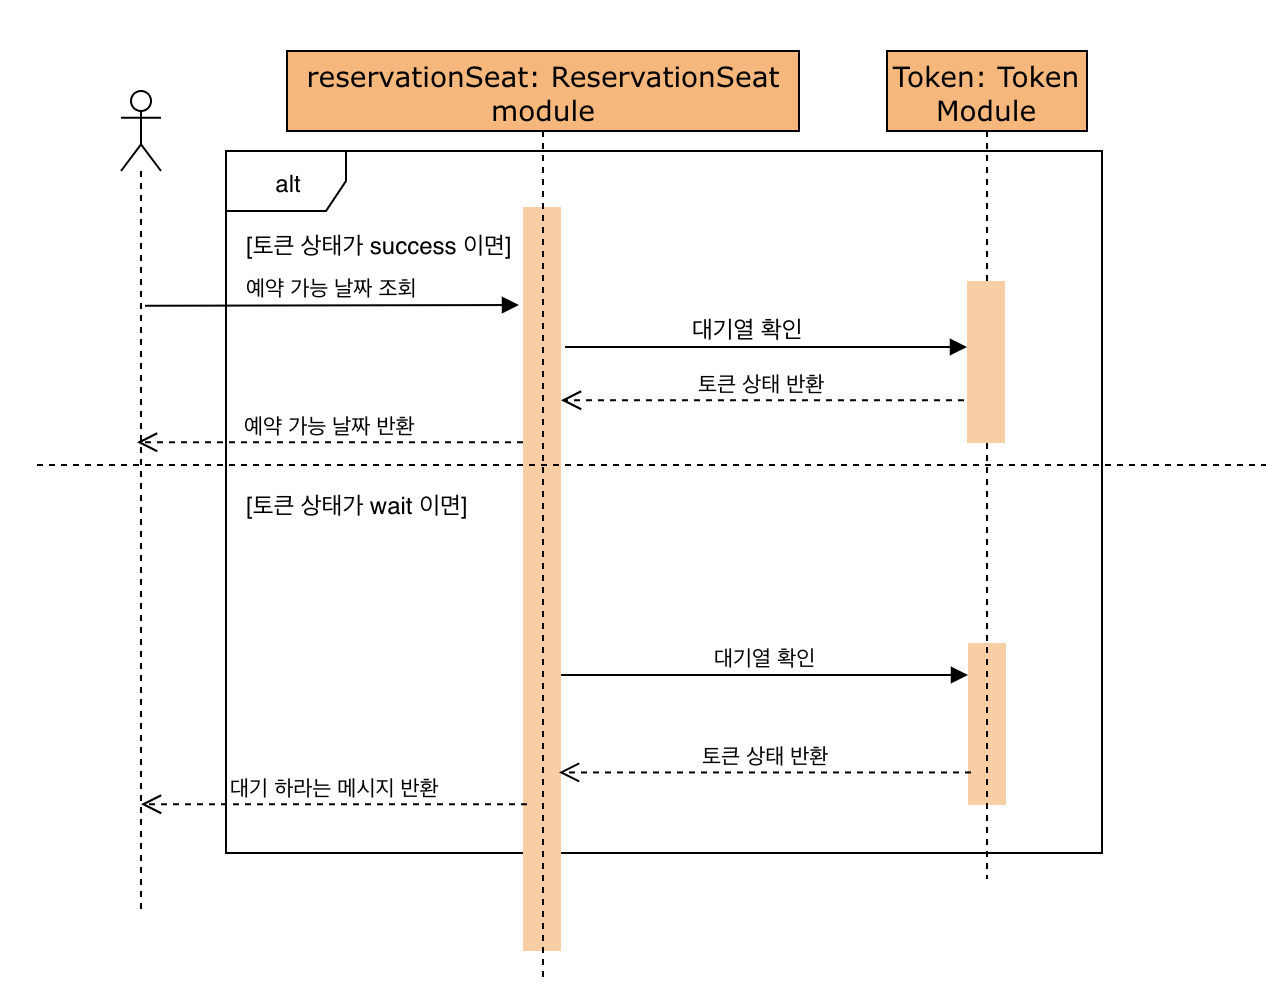 reservationSeat: ReservationSeat
module
Token: Token
Module
alt
[토큰 상태가 success 이면]
예약 가능 날짜 조회
대기열 확인
토큰 상태 반환
예약 가능 날짜 반환
[토큰 상태가 wait 이면]
대기열 확인
토큰 상태 반환
대기 하라는 메시지 반환